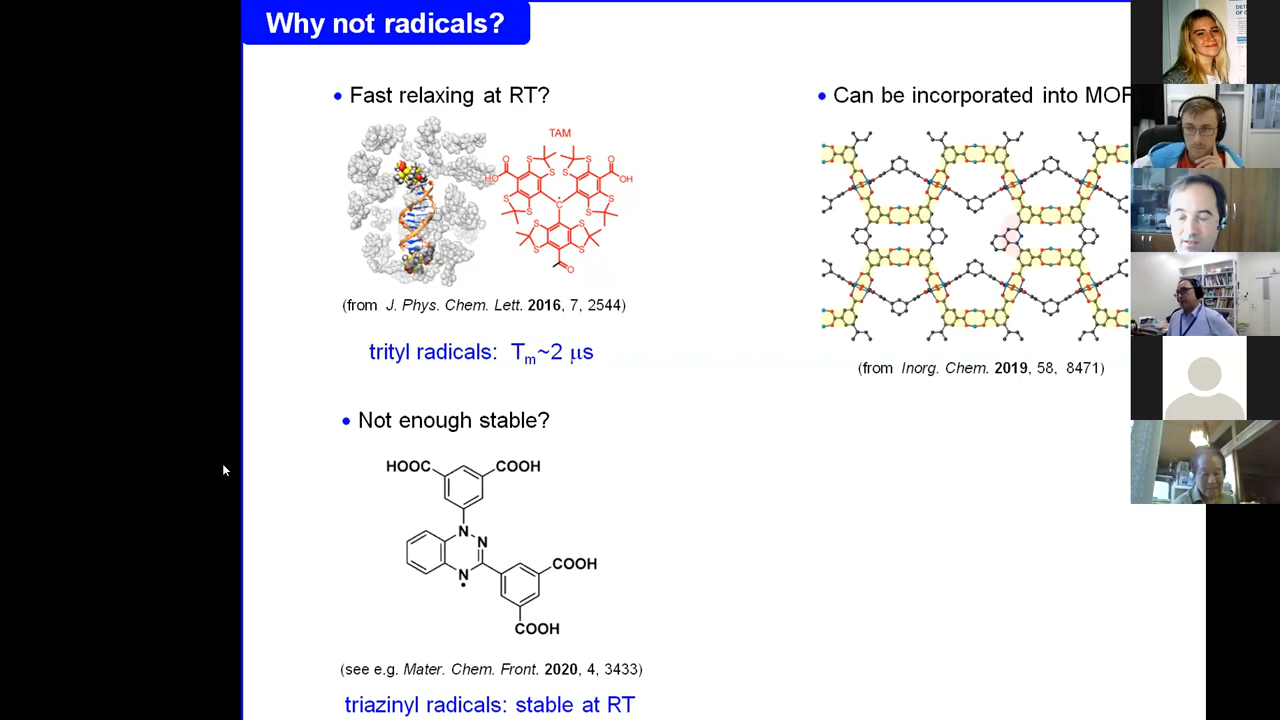 Why not radicals?
• Fast relaxing at RT?
TAM
O
HO
O
OH
S
S
S
S
S
S
S
S
C
S
S
S
S
O
(from J. Phys. Chem. Lett. 2016, 7, 2544)
trityl radicals: Tm~2 μs
• Not enough stable?
HOOC
COOH
N
N
N
COOH
COOH
(see e.g. Mater. Chem. Front. 2020, 4, 3433)
triazinyl radicals: stable at RT
• Can be incorporated into MOF
(from Inorg. Chem. 2019, 58, 8471)